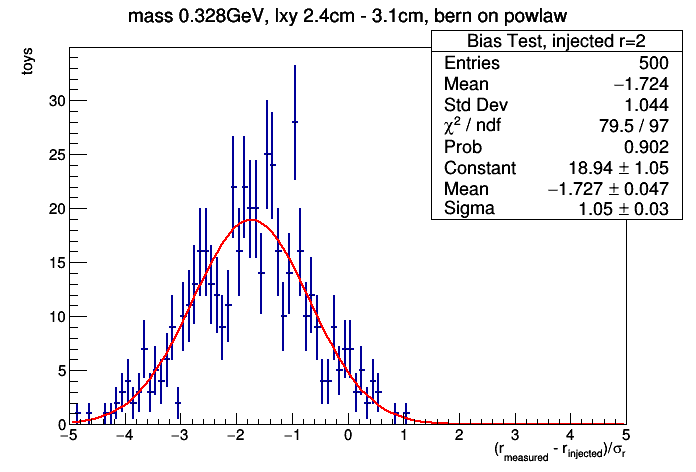 mass 0.328GeV, lxy 2.4cm - 3.1cm, bern on powlaw
toys
Bias Test, injected r=2
Entries 500
Mean −1.724
Std Dev 1.044
χ² / ndf 79.5 / 97
Prob 0.902
Constant 18.94 ± 1.05
Mean −1.727 ± 0.047
Sigma 1.05 ± 0.03
30
25
20
15
10
5
0
−5 −4 −3 −2 −1 0 1 2 3 4 5
(r_measured - r_injected)/σ_r